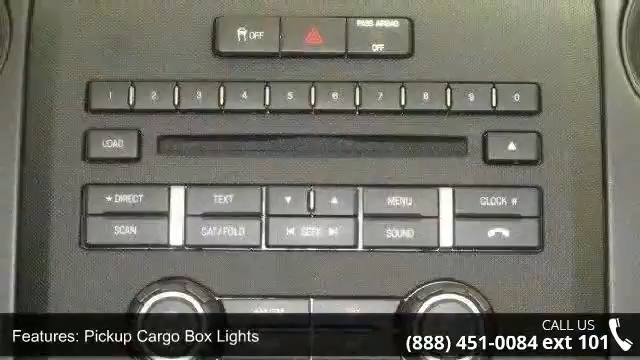 OFF
PASS AIRBAG
OFF
1 2 3 4 5 6 7 8 9 0
LOAD
* DIRECT TEXT MENU CLOCK #
SCAN SAT/FOLD SEEK SOUND
Features: Pickup Cargo Box Lights
CALL US
(888) 451-0084 ext 101